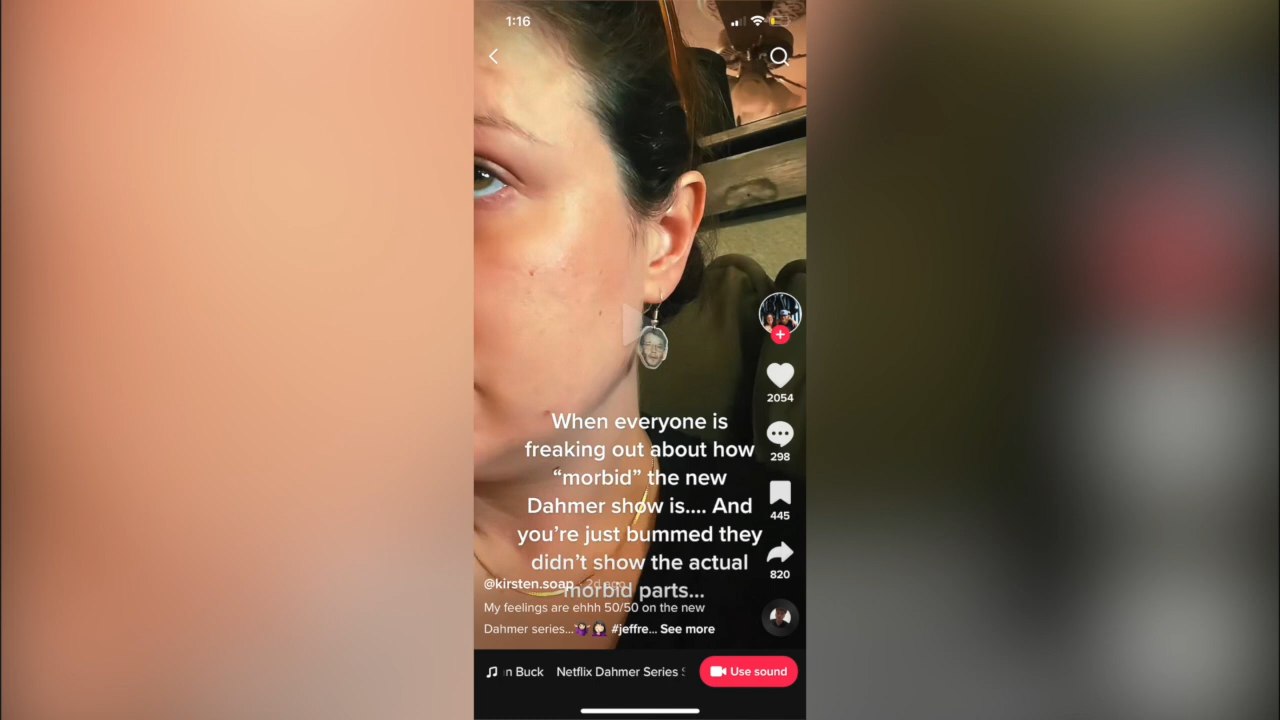 1:16
2054
298
445
820
When everyone is
freaking out about how
“morbid” the new
Dahmer show is.... And
you’re just bummed they
didn’t show the actual
morbid parts...
@kirsten.soap · 2d ago
My feelings are ehhh 50/50 on the new
Dahmer series...🤷🏻‍♀️🤦🏻‍♀️ #jeffre... See more
n Buck Netflix Dahmer Series
Use sound